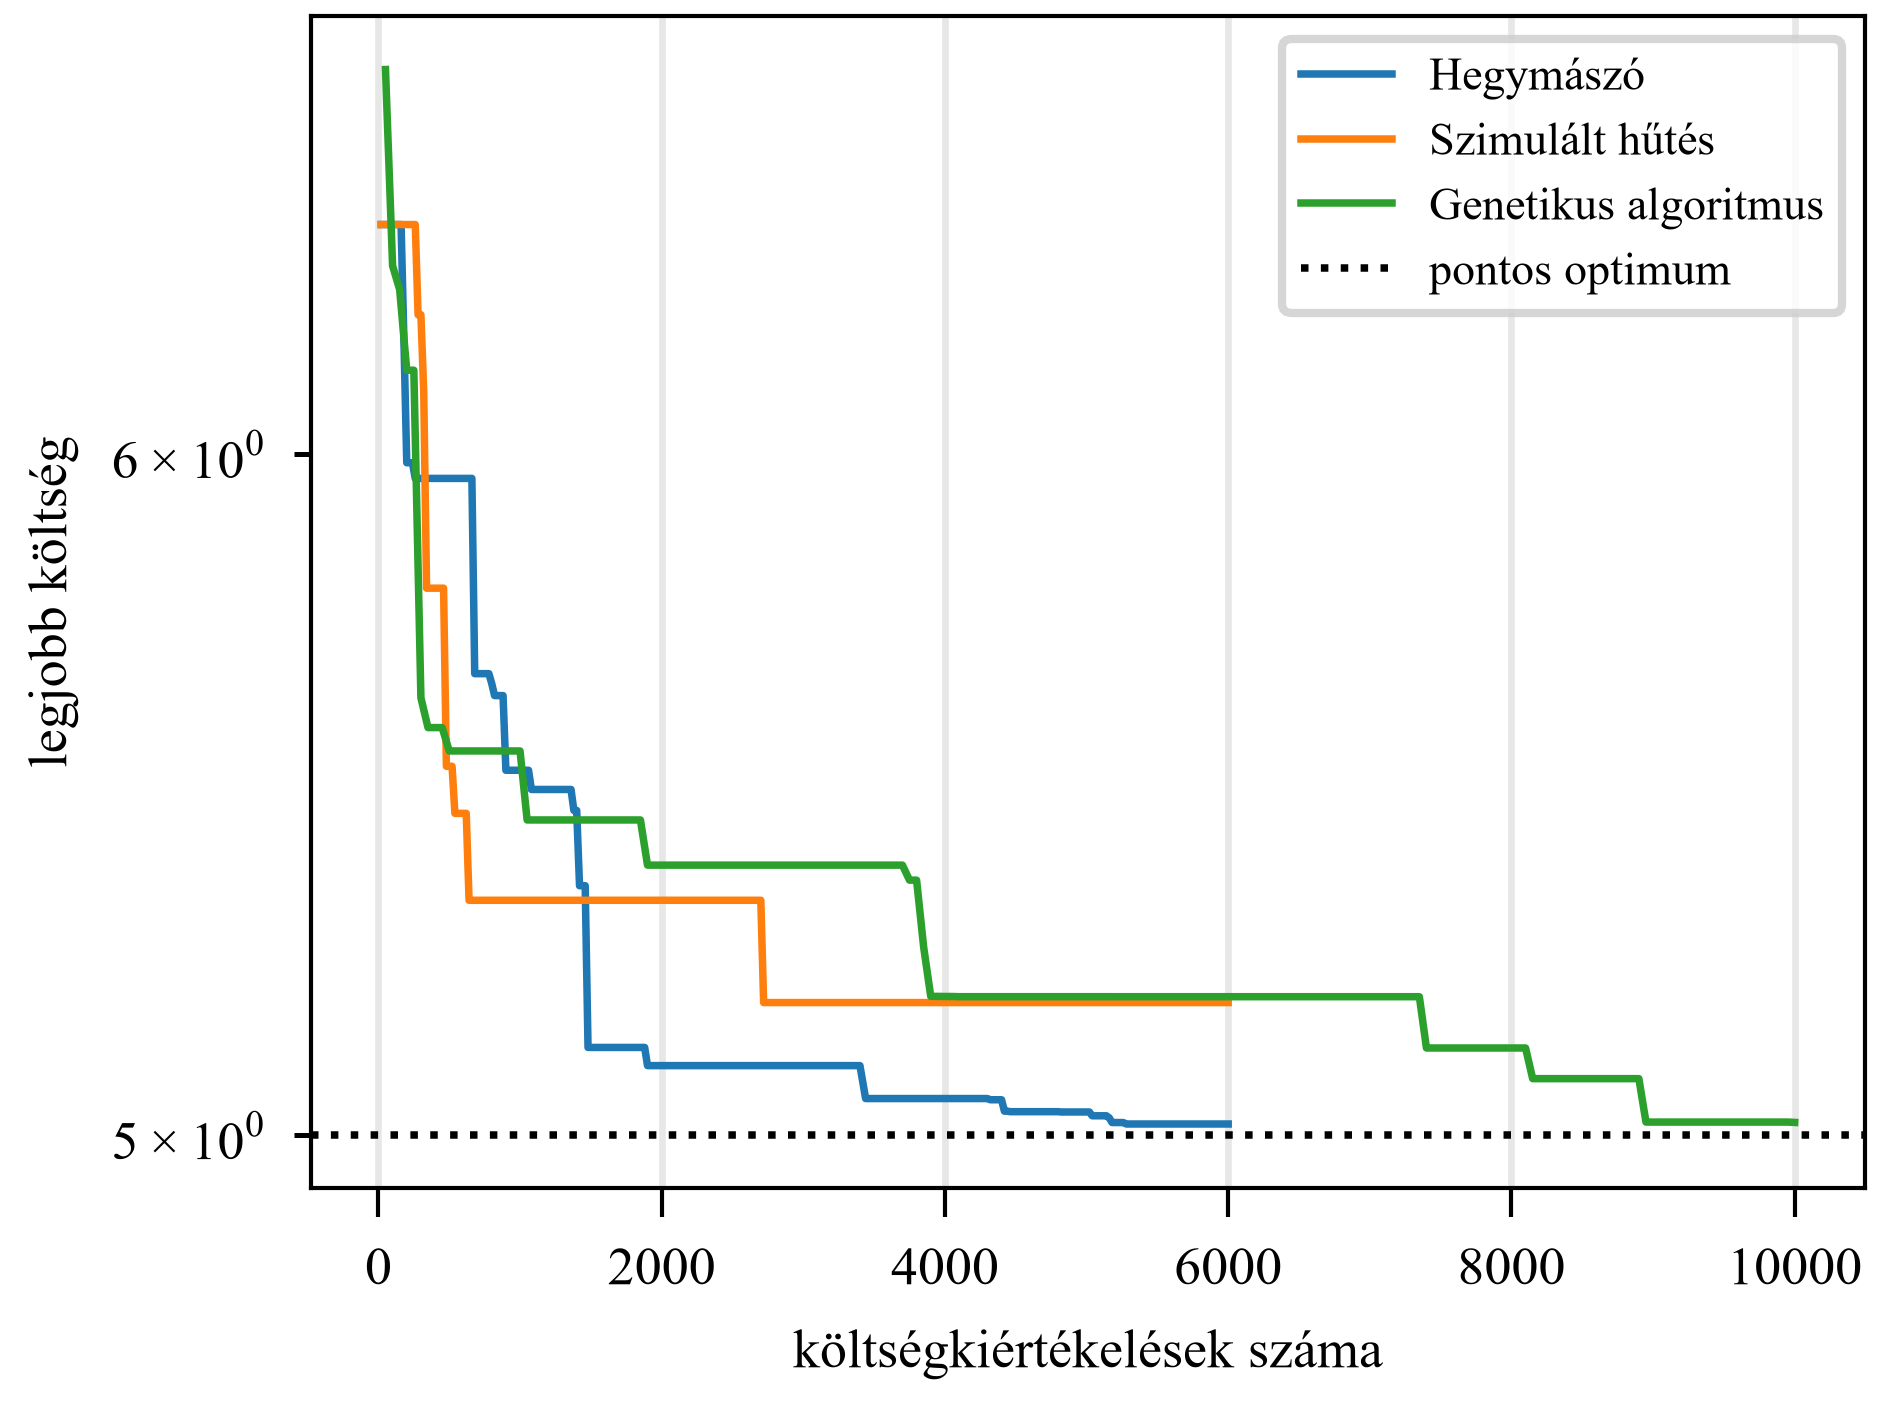 Hegymászó
Szimulált hűtés
Genetikus algoritmus
pontos optimum
legjobb költség
6 × 10⁰
5 × 10⁰
0 2000 4000 6000 8000 10000
költségkiértékelések száma